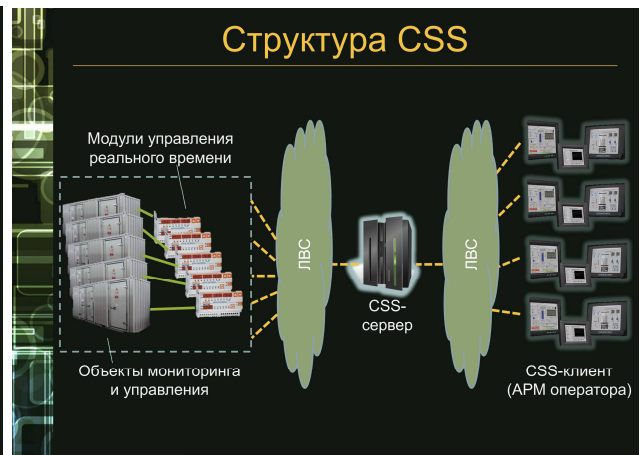 Структура CSS
Модули управления
реального времени
ЛВС
CSS-
сервер
ЛВС
Объекты мониторинга
и управления
CSS-клиент
(АРМ оператора)